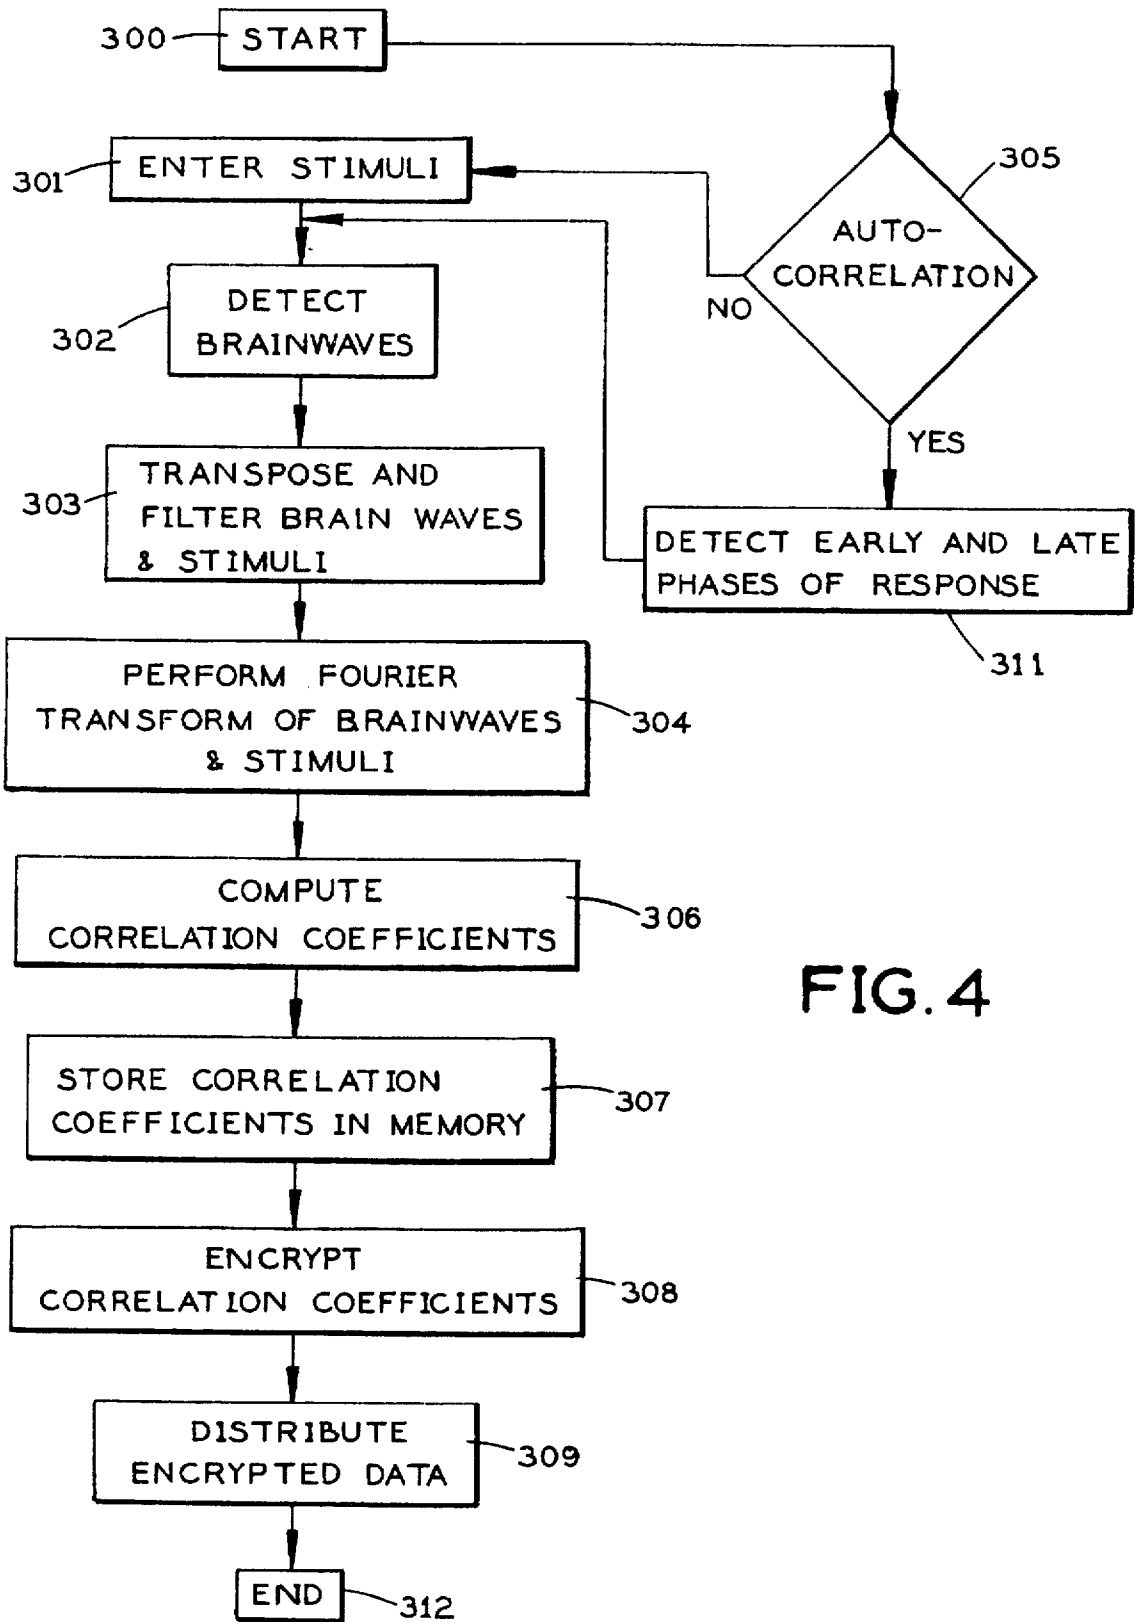 300
START
301
ENTER STIMULI
305
AUTO-
CORRELATION
NO
YES
302
DETECT
BRAINWAVES
303
TRANSPOSE AND
FILTER BRAIN WAVES
& STIMULI
DETECT EARLY AND LATE
PHASES OF RESPONSE
311
PERFORM FOURIER
TRANSFORM OF BRAINWAVES
& STIMULI
304
COMPUTE
CORRELATION COEFFICIENTS
306
FIG. 4
STORE CORRELATION
COEFFICIENTS IN MEMORY
307
ENCRYPT
CORRELATION COEFFICIENTS
308
DISTRIBUTE
ENCRYPTED DATA
309
END
312